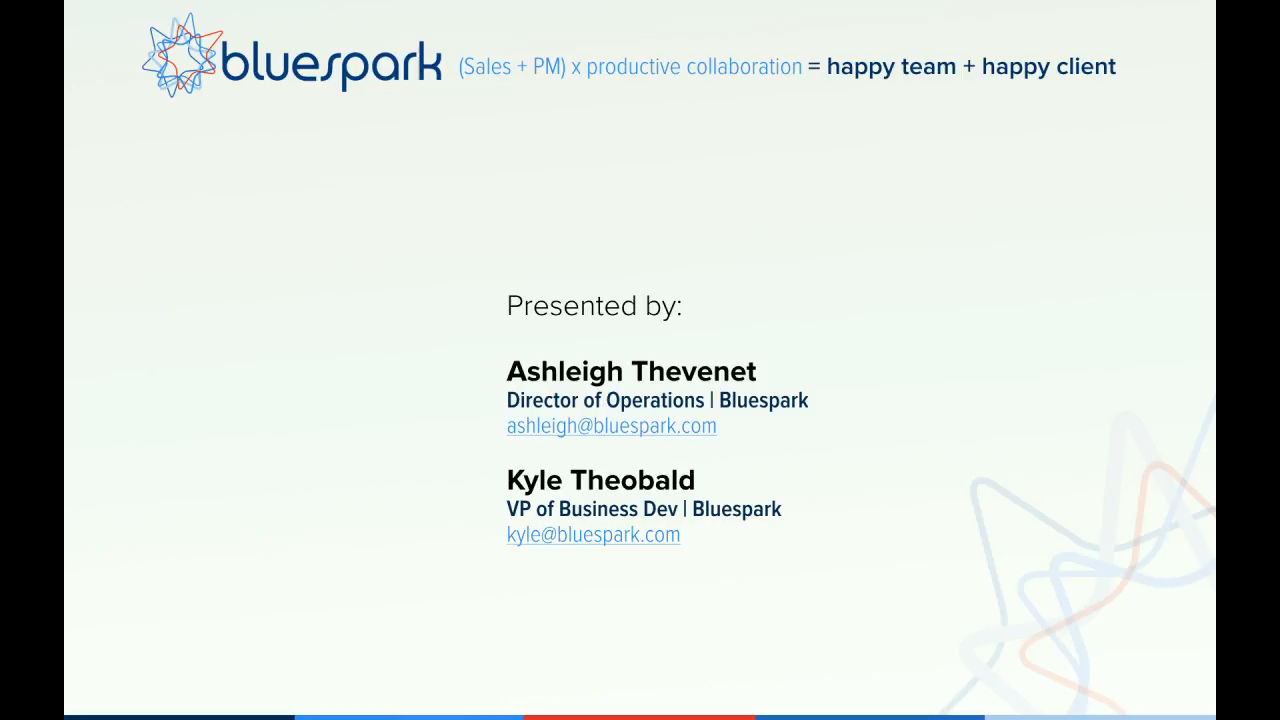 bluespark (Sales + PM) x productive collaboration = happy team + happy client
Presented by:
Ashleigh Thevenet
Director of Operations | Bluespark
ashleigh@bluespark.com
Kyle Theobald
VP of Business Dev | Bluespark
kyle@bluespark.com